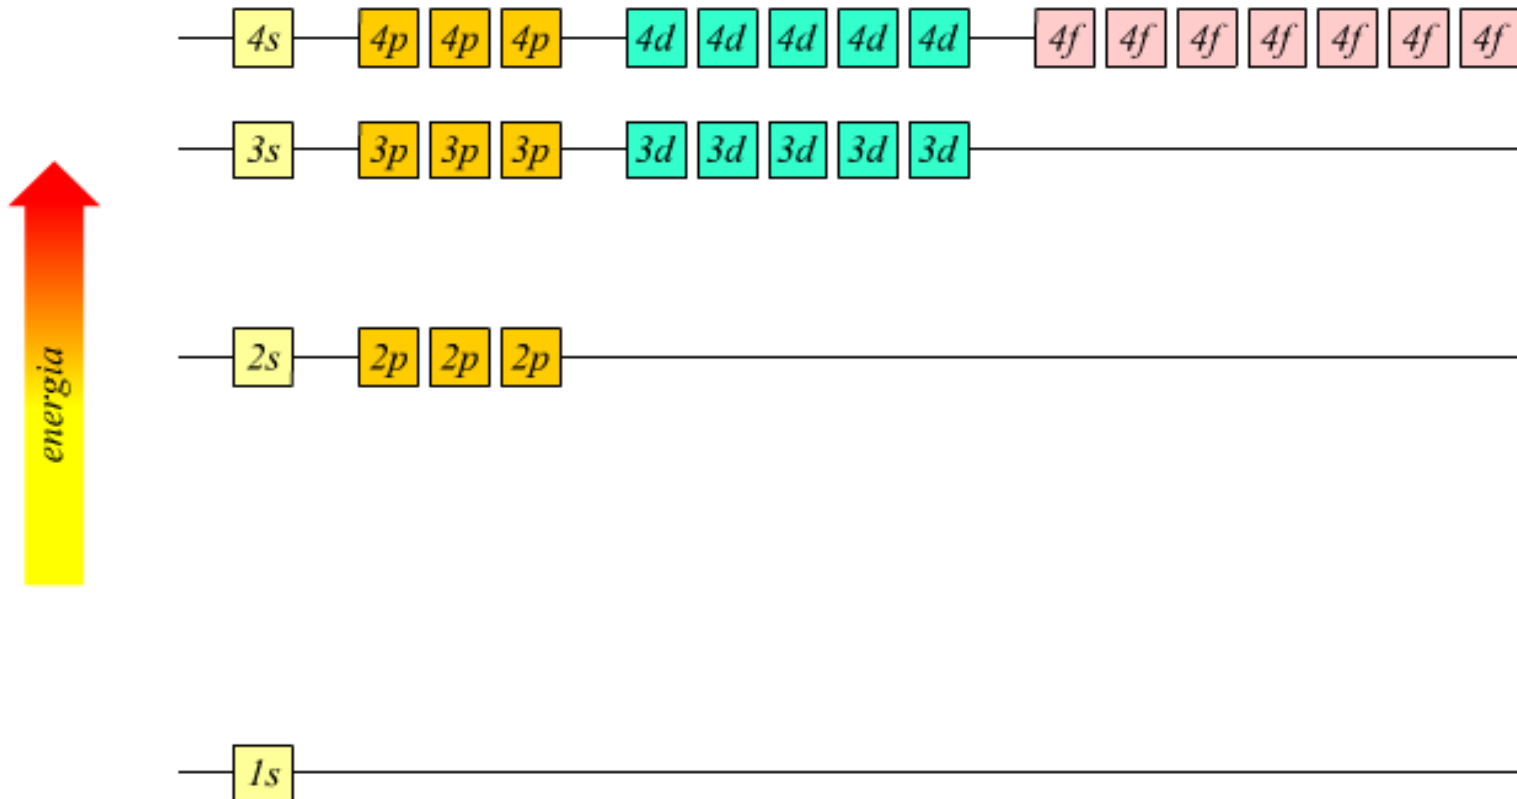 4s 4p 4p 4p 4d 4d 4d 4d 4d 4f 4f 4f 4f 4f 4f 4f
3s 3p 3p 3p 3d 3d 3d 3d 3d
2s 2p 2p 2p
energia
1s